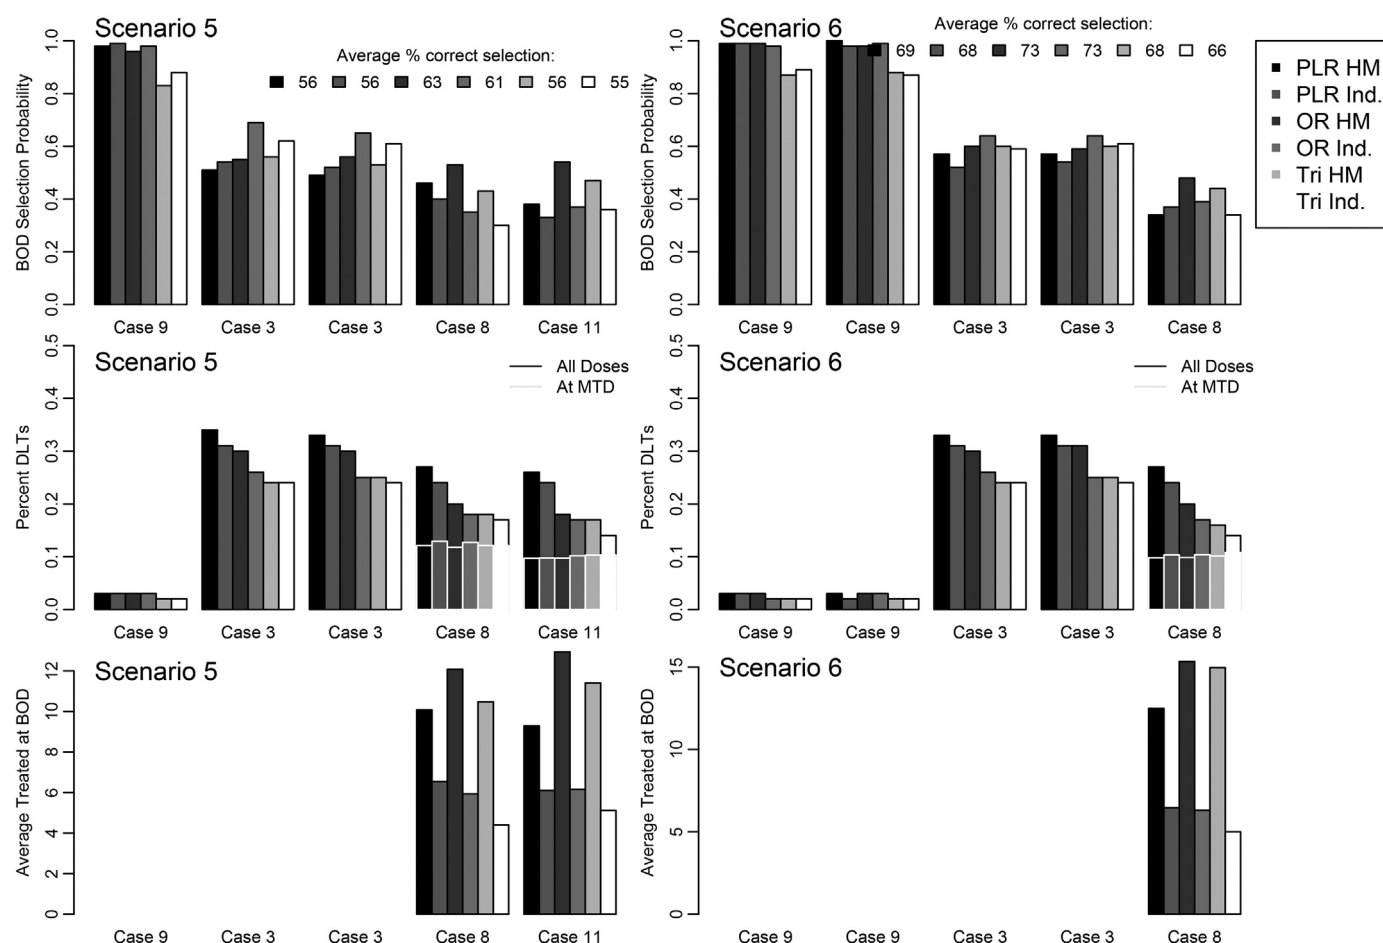 Scenario 5
Average % correct selection:
56 56 63 61 56 55
BOD Selection Probability
0.0 0.2 0.4 0.6 0.8 1.0
Case 9 Case 3 Case 3 Case 8 Case 11
Scenario 6
Average % correct selection:
69 68 73 73 68 66
BOD Selection Probability
0.0 0.2 0.4 0.6 0.8 1.0
Case 9 Case 9 Case 3 Case 3 Case 8
PLR HM
PLR Ind.
OR HM
OR Ind.
Tri HM
Tri Ind.
Scenario 5
All Doses
At MTD
Percent DLTs
0.0 0.1 0.2 0.3 0.4 0.5
Case 9 Case 3 Case 3 Case 8 Case 11
Scenario 6
All Doses
At MTD
Percent DLTs
0.0 0.1 0.2 0.3 0.4 0.5
Case 9 Case 9 Case 3 Case 3 Case 8
Scenario 5
Average Treated at BOD
0 2 4 6 8 10 12
Case 9 Case 3 Case 3 Case 8 Case 11
Scenario 6
Average Treated at BOD
0 5 10 15
Case 9 Case 9 Case 3 Case 3 Case 8